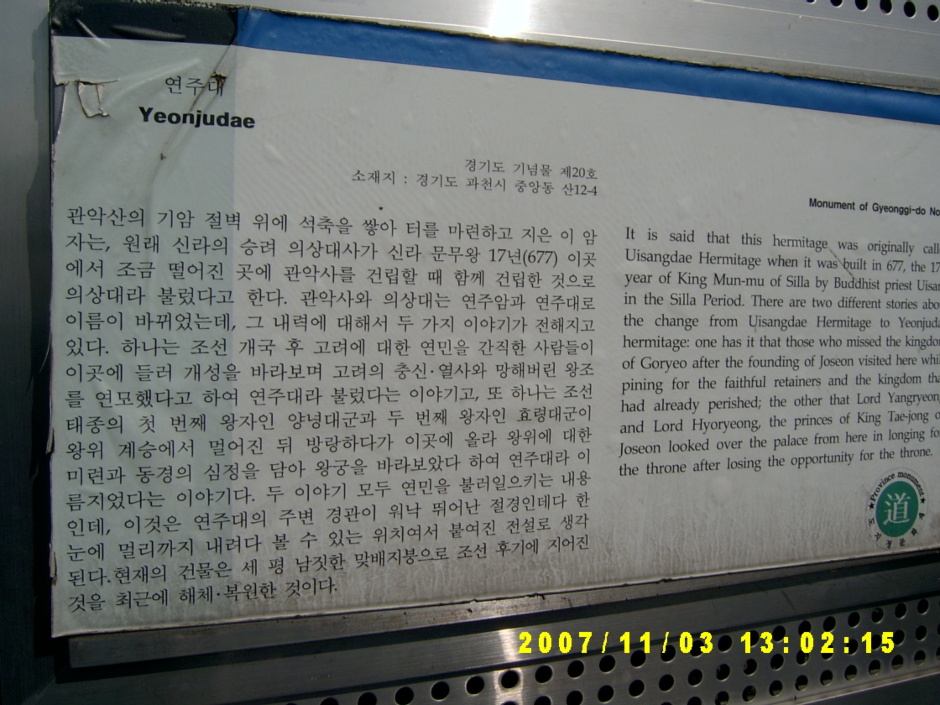 연주대
Yeonjudae
경기도 기념물 제20호
소재지 : 경기도 과천시 중앙동 산12-4
관악산의 기암 절벽 위에 석축을 쌓아 터를 마련하고 지은 이 암
자는, 원래 신라의 승려 의상대사가 신라 문무왕 17년(677) 이곳
에서 조금 떨어진 곳에 관악사를 건립할 때 함께 건립한 것으로
의상대라 불렀다고 한다. 관악사와 의상대는 연주암과 연주대로
이름이 바뀌었는데, 그 내력에 대해서 두 가지 이야기가 전해지고
있다. 하나는 조선 개국 후 고려에 대한 연민을 간직한 사람들이
이곳에 들러 개성을 바라보며 고려의 충신·열사와 망해버린 왕조
를 연모했다고 하여 연주대라 불렀다는 이야기고, 또 하나는 조선
태종의 첫 번째 왕자인 양녕대군과 두 번째 왕자인 효령대군이
왕위 계승에서 멀어진 뒤 방랑하다가 이곳에 올라 왕위에 대한
미련과 동경의 심정을 담아 왕궁을 바라보았다 하여 연주대라 이
름지었다는 이야기다. 두 이야기 모두 연민을 불러일으키는 내용
인데, 이것은 연주대의 주변 경관이 워낙 뛰어난 절경인데다 한
눈에 멀리까지 내려다 볼 수 있는 위치여서 붙여진 전설로 생각
된다.현재의 건물은 세 평 남짓한 맞배지붕으로 조선 후기에 지어진
것을 최근에 해체·복원한 것이다.
Monument of Gyeonggi-do No
It is said that this hermitage was originally call
Uisangdae Hermitage when it was built in 677, the 17
year of King Mun-mu of Silla by Buddhist priest Uisan
in the Silla Period. There are two different stories abo
the change from Uisangdae Hermitage to Yeonjuda
hermitage: one has it that those who missed the kingdo
of Goryeo after the founding of Joseon visited here whi
pining for the faithful retainers and the kingdom tha
had already perished; the other that Lord Yangnyeon
and Lord Hyoryeong, the princes of King Tae-jong o
Joseon looked over the palace from here in longing fo
the throne after losing the opportunity for the throne.
Province monument
道
2007/11/03 13:02:15